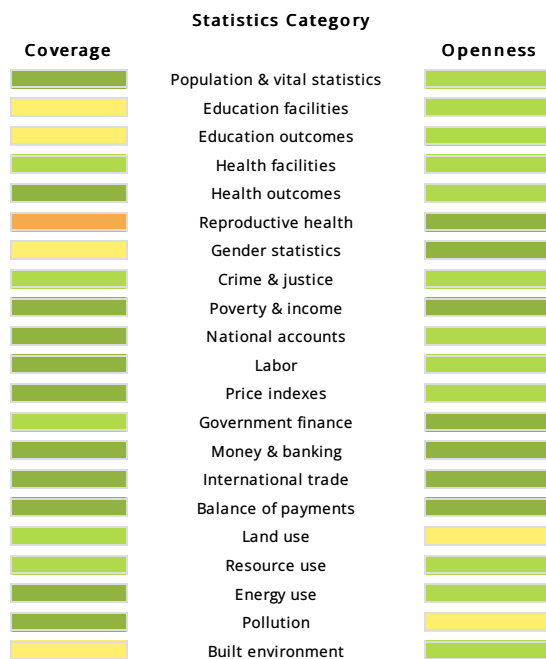 Statistics Category
Coverage Openness
Population & vital statistics
Education facilities
Education outcomes
Health facilities
Health outcomes
Reproductive health
Gender statistics
Crime & justice
Poverty & income
National accounts
Labor
Price indexes
Government finance
Money & banking
International trade
Balance of payments
Land use
Resource use
Energy use
Pollution
Built environment